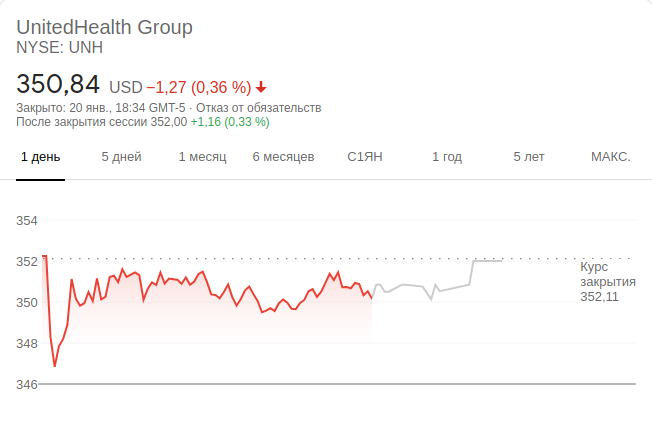 UnitedHealth Group
NYSE: UNH
350,84 USD −1,27 (0,36 %)
Закрыто: 20 янв., 18:34 GMT-5 · Отказ от обязательств
После закрытия сессии 352,00 +1,16 (0,33 %)
1 день 5 дней 1 месяц 6 месяцев С1ЯН 1 год 5 лет МАКС.
354
352
350
348
346
Курс
закрытия
352,11